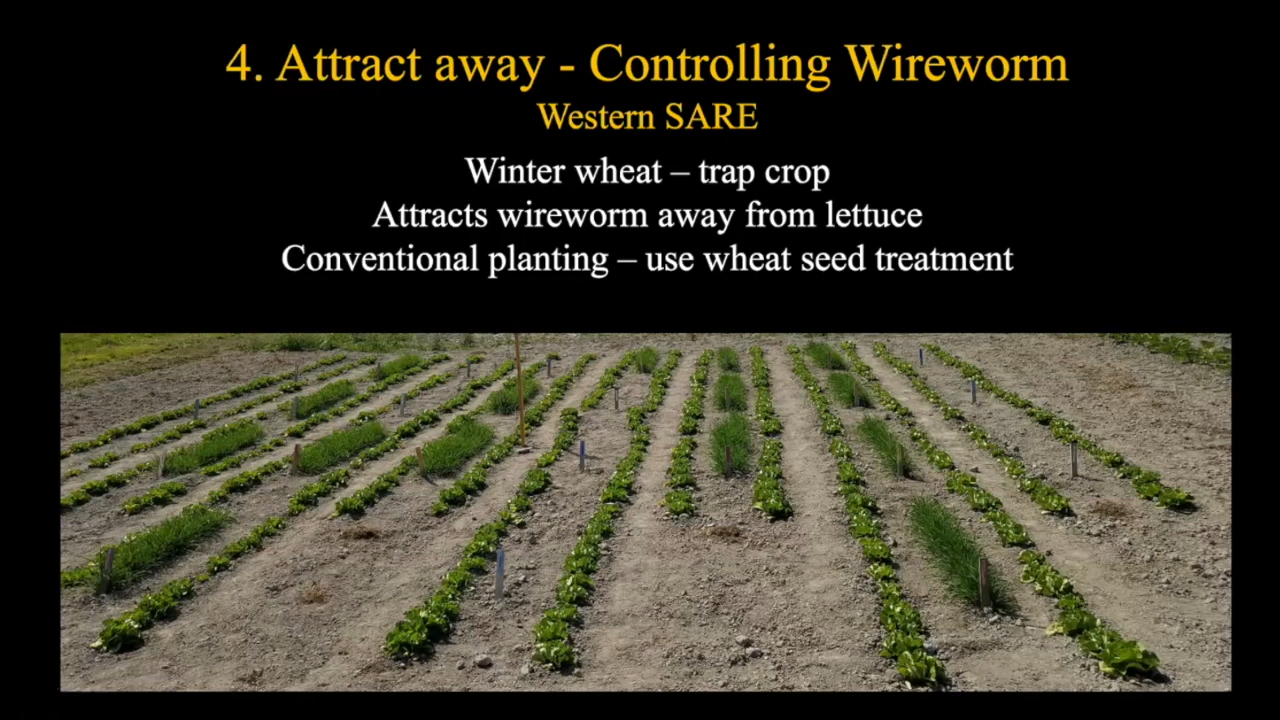 4. Attract away - Controlling Wireworm
Western SARE
Winter wheat – trap crop
Attracts wireworm away from lettuce
Conventional planting – use wheat seed treatment